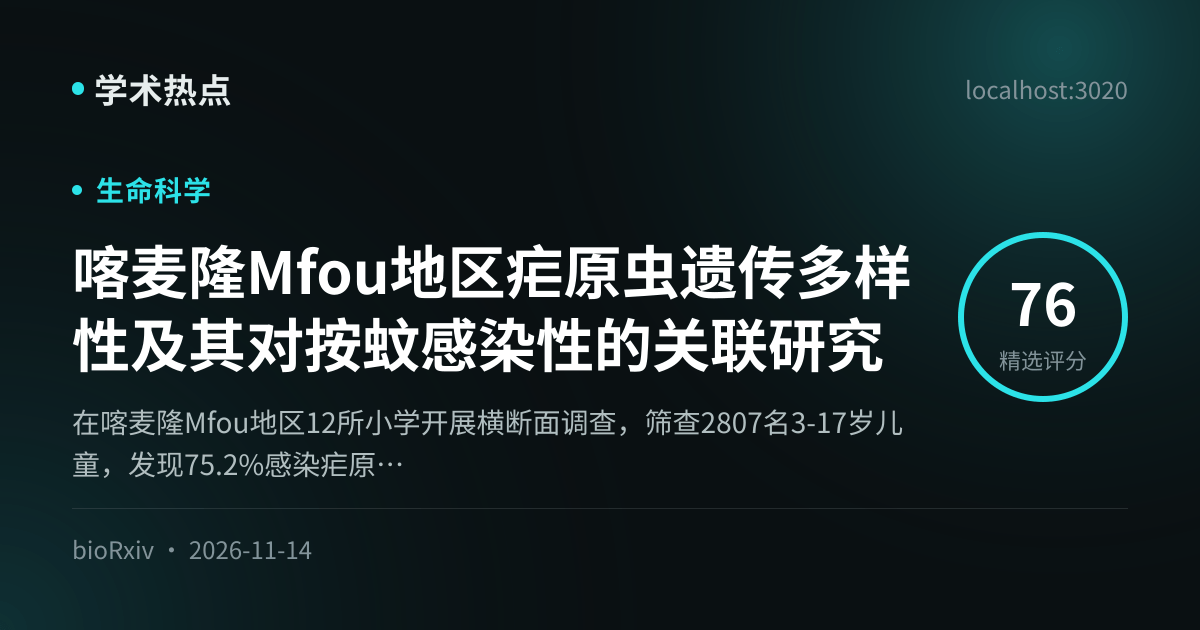 学术热点
localhost:3020
生命科学
喀麦隆Mfou地区疟原虫遗传多样
性及其对按蚊感染性的关联研究
76
精选评分
在喀麦隆Mfou地区12所小学开展横断面调查，筛查2807名3-17岁儿
童，发现75.2%感染疟原…
bioRxiv · 2026-11-14